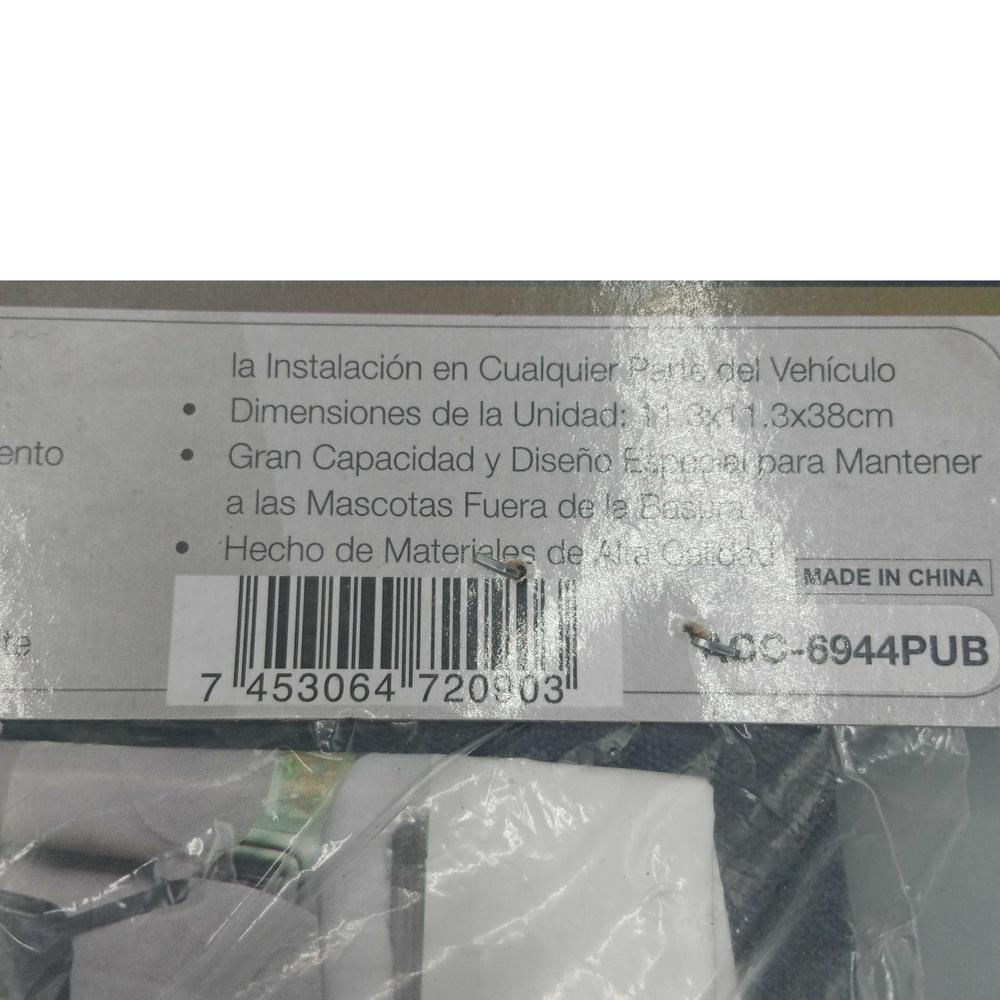 la Instalación en Cualquier Parte del Vehículo
• Dimensiones de la Unidad: 11.3x11.3x38cm
ento
• Gran Capacidad y Diseño Especial para Mantener
a las Mascotas Fuera de la Basura
• Hecho de Materiales de Alta Calidad
MADE IN CHINA
te
ACC-6944PUB
7 453064 720903